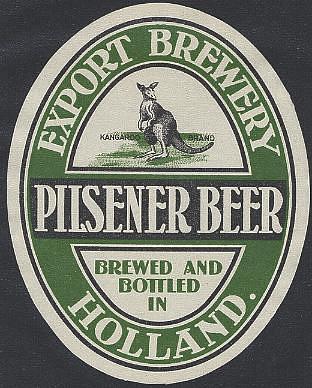 EXPORT BREWERY
KANGAROO BRAND
PILSENER BEER
BREWED AND
BOTTLED
IN
HOLLAND.